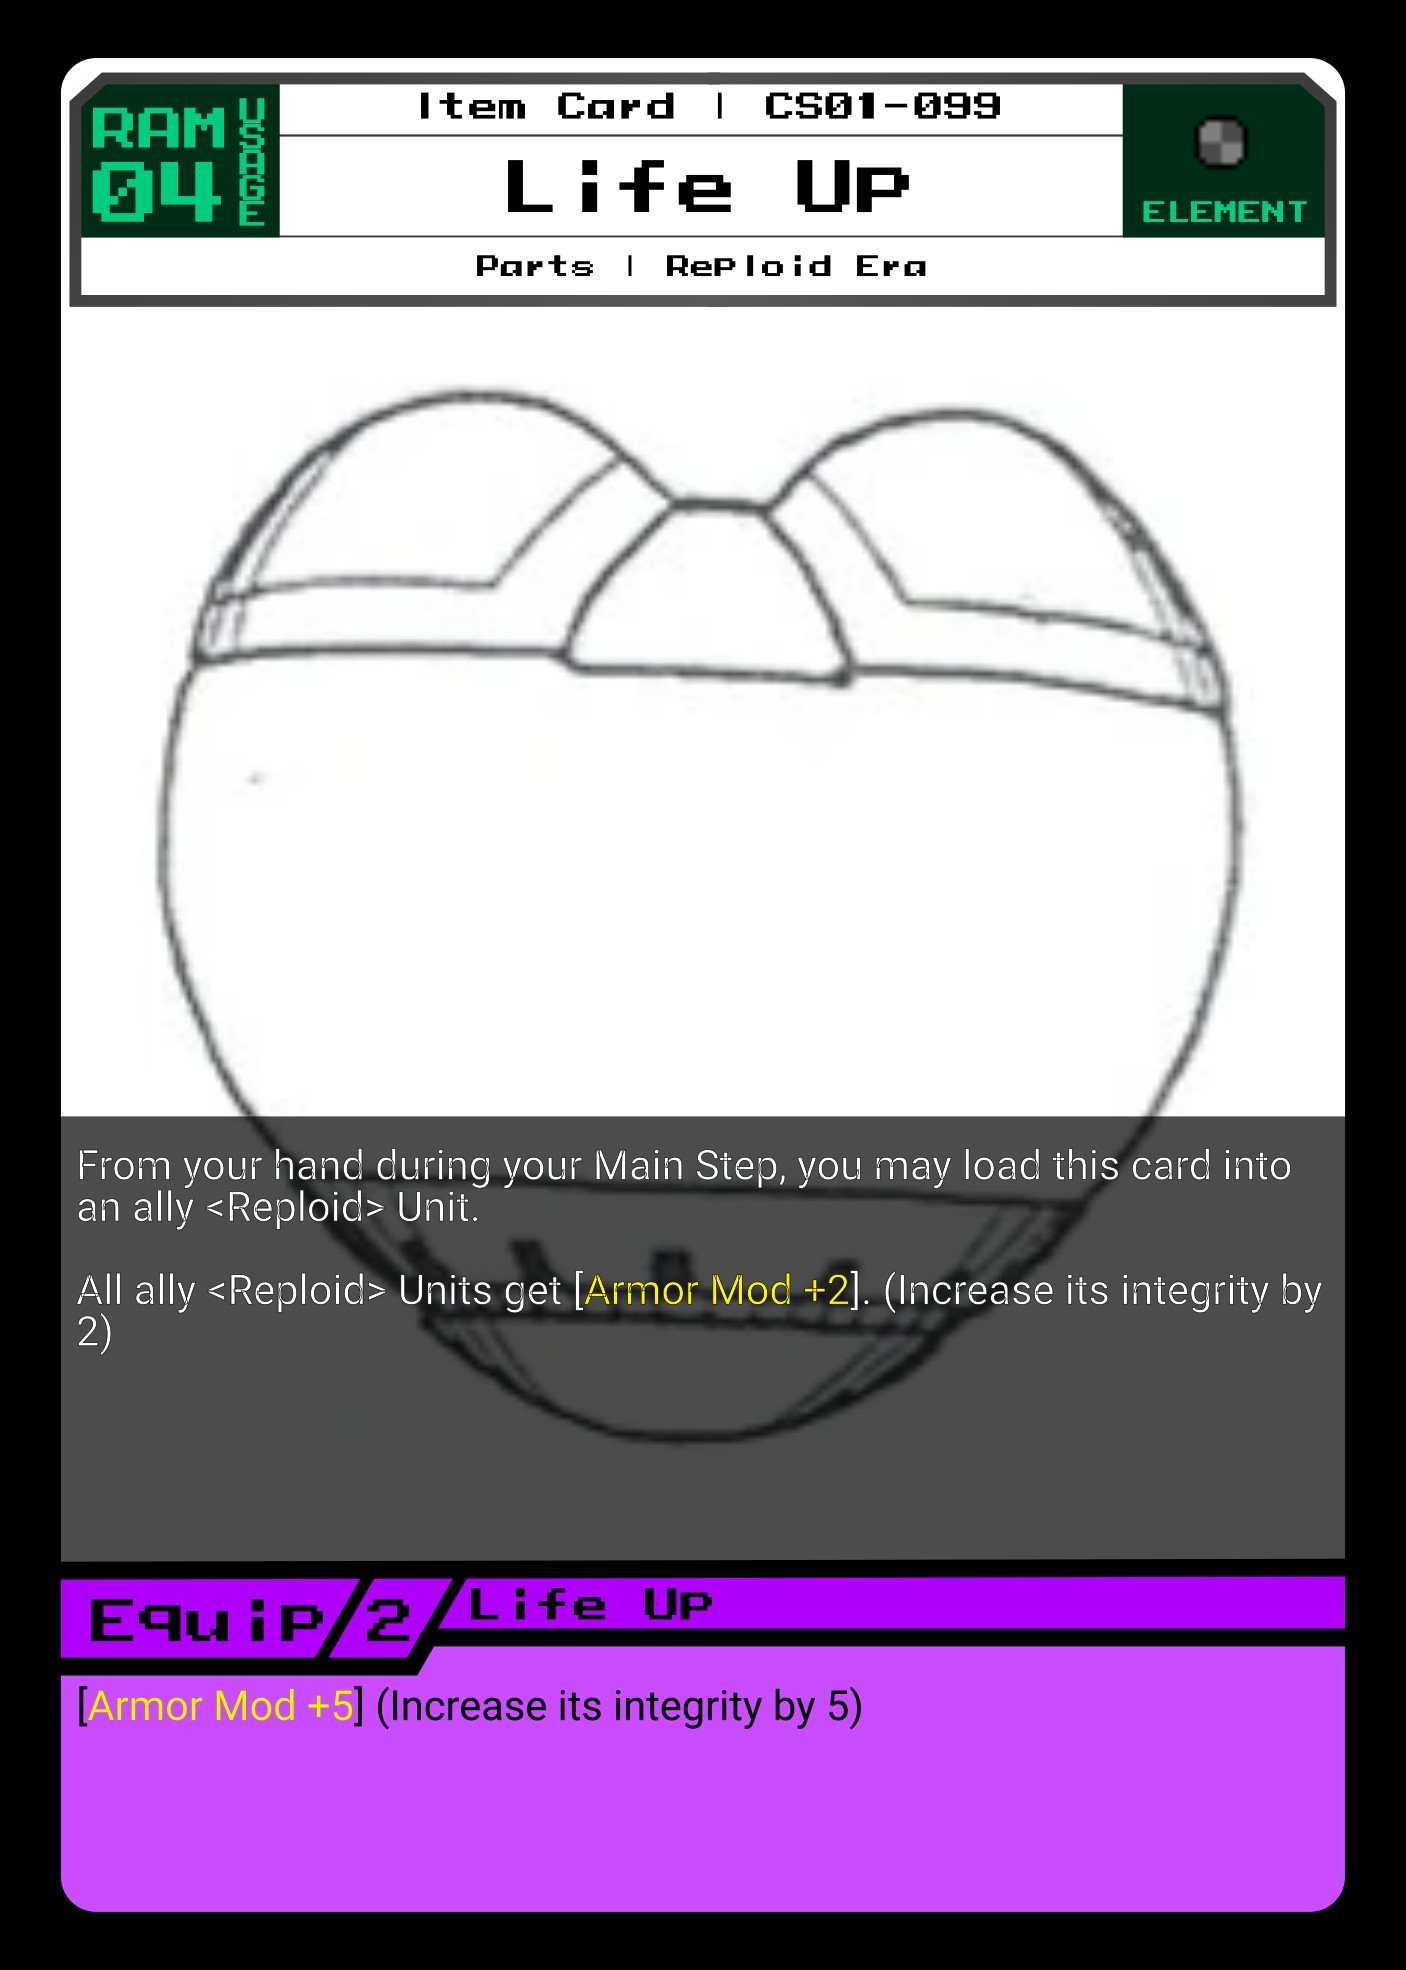 RAM
04
USAGE
Item Card | CS01-099
Life Up
Parts | Reploid Era
ELEMENT
From your hand during your Main Step, you may load this card into
an ally <Reploid> Unit.
All ally <Reploid> Units get [Armor Mod +2]. (Increase its integrity by
2)
Equip/2/Life Up
[Armor Mod +5] (Increase its integrity by 5)